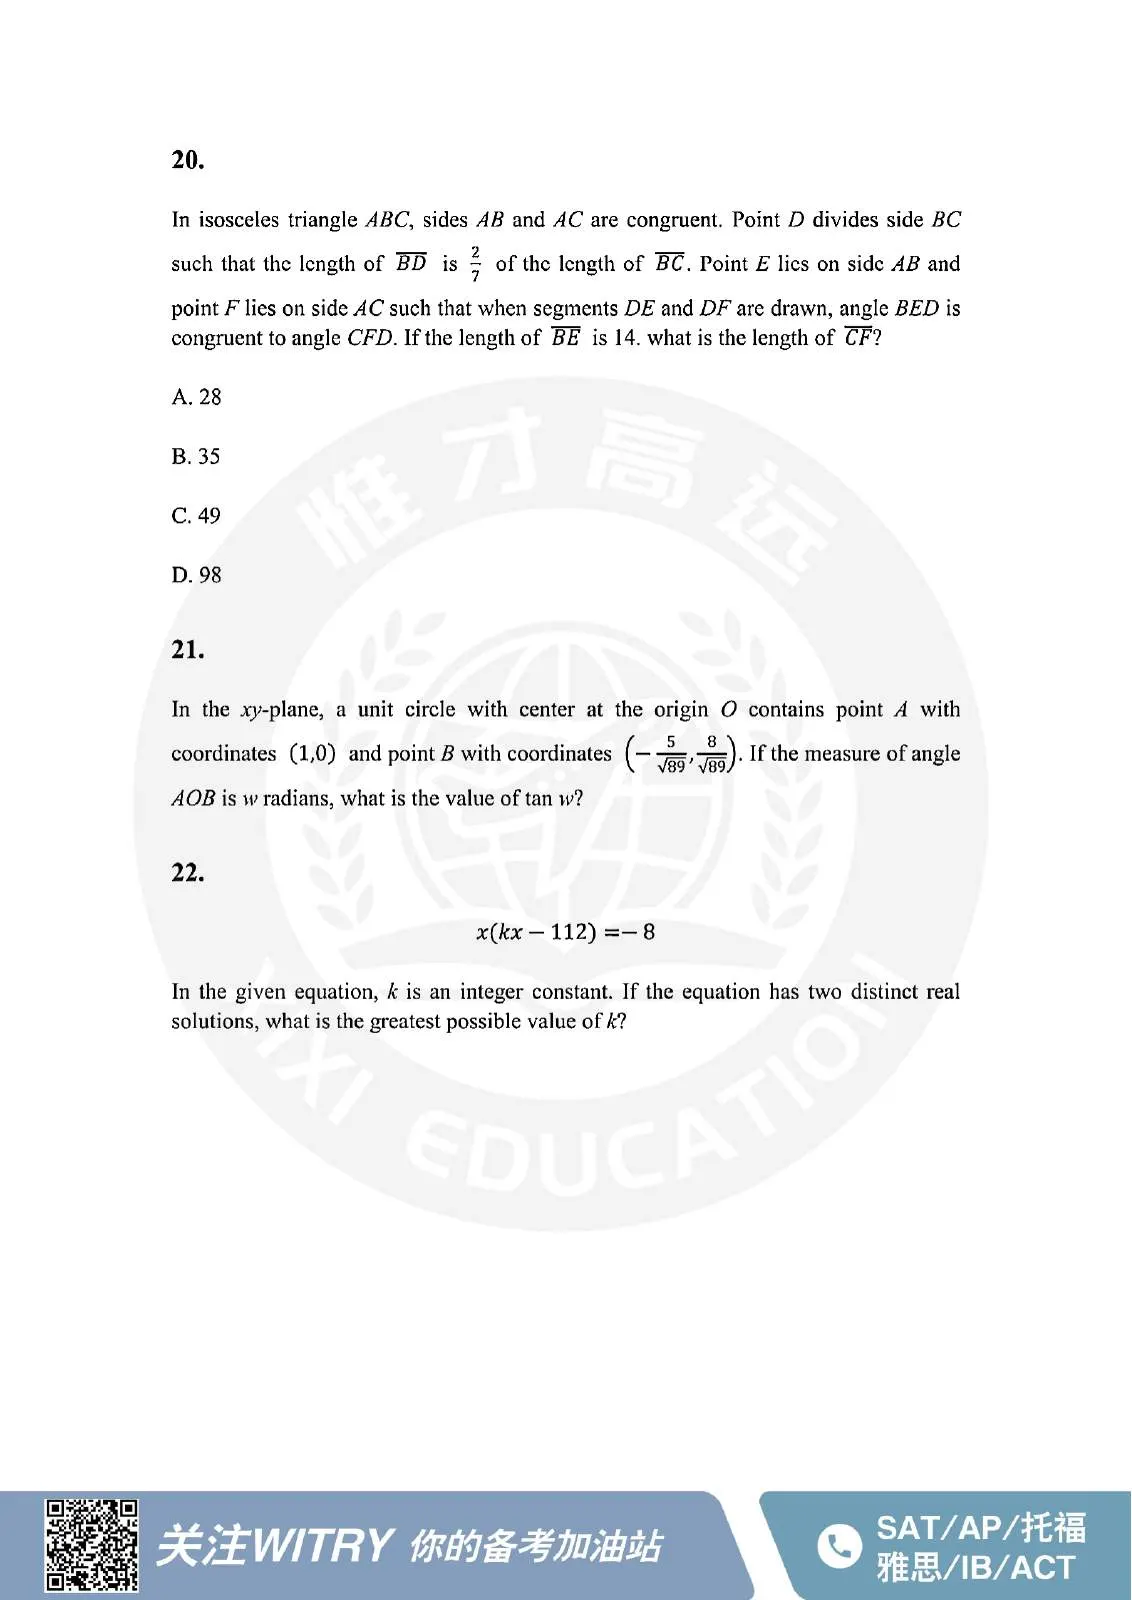 20.
In isosceles triangle ABC, sides AB and AC are congruent. Point D divides side BC
such that the length of BD is 2/7 of the length of BC. Point E lies on side AB and
point F lies on side AC such that when segments DE and DF are drawn, angle BED is
congruent to angle CFD. If the length of BE is 14. what is the length of CF?
A. 28
B. 35
C. 49
D. 98
21.
In the xy-plane, a unit circle with center at the origin O contains point A with
coordinates (1,0) and point B with coordinates (− 5/√89, 8/√89). If the measure of angle
AOB is w radians, what is the value of tan w?
22.
x(kx − 112) =− 8
In the given equation, k is an integer constant. If the equation has two distinct real
solutions, what is the greatest possible value of k?
惟才高远
EDUCATION
关注WITRY 你的备考加油站
SAT/AP/托福
雅思/IB/ACT